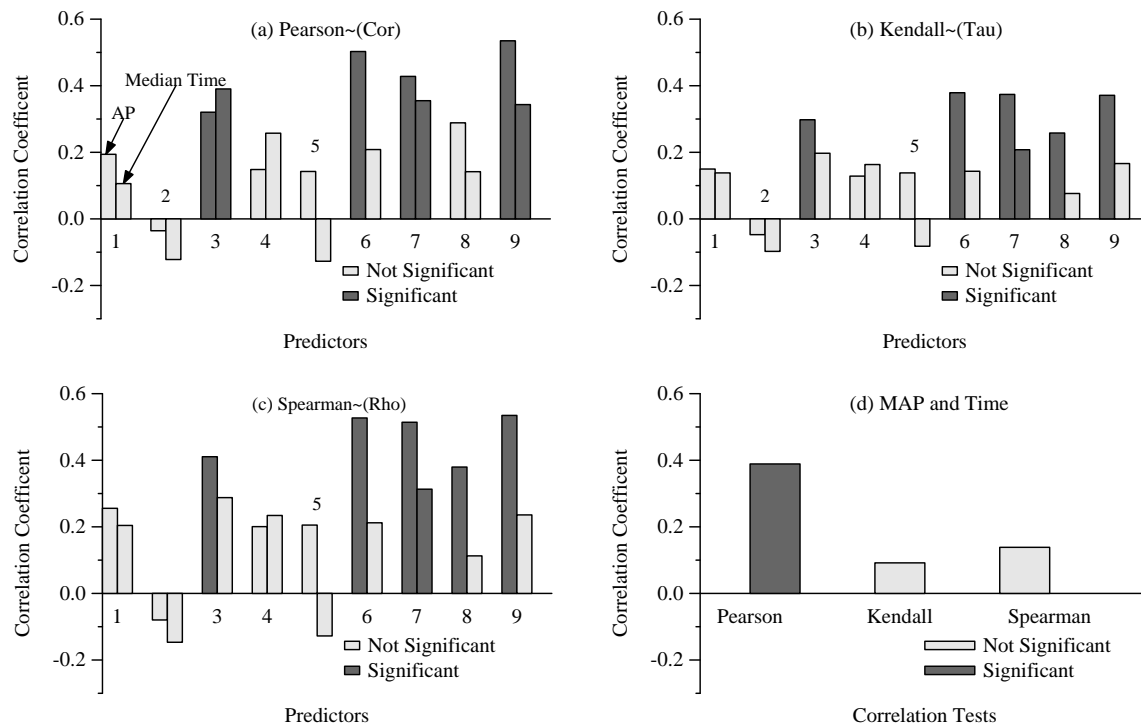 (a) Pearson~(Cor)
Correlation Coefficent
0.6
0.4
0.2
0.0
-0.2
AP
Median Time
1 2 3 4 5 6 7 8 9
Not Significant
Significant
Predictors
(b) Kendall~(Tau)
Correlation Coefficent
0.6
0.4
0.2
0.0
-0.2
1 2 3 4 5 6 7 8 9
Not Significant
Significant
Predictors
(c) Spearman~(Rho)
Correlation Coefficent
0.6
0.4
0.2
0.0
-0.2
1 3 4 5 6 7 8 9
Not Significant
Significant
Predictors
(d) MAP and Time
Correlation Coefficent
0.6
0.4
0.2
0.0
-0.2
Pearson Kendall Spearman
Not Significant
Significant
Correlation Tests